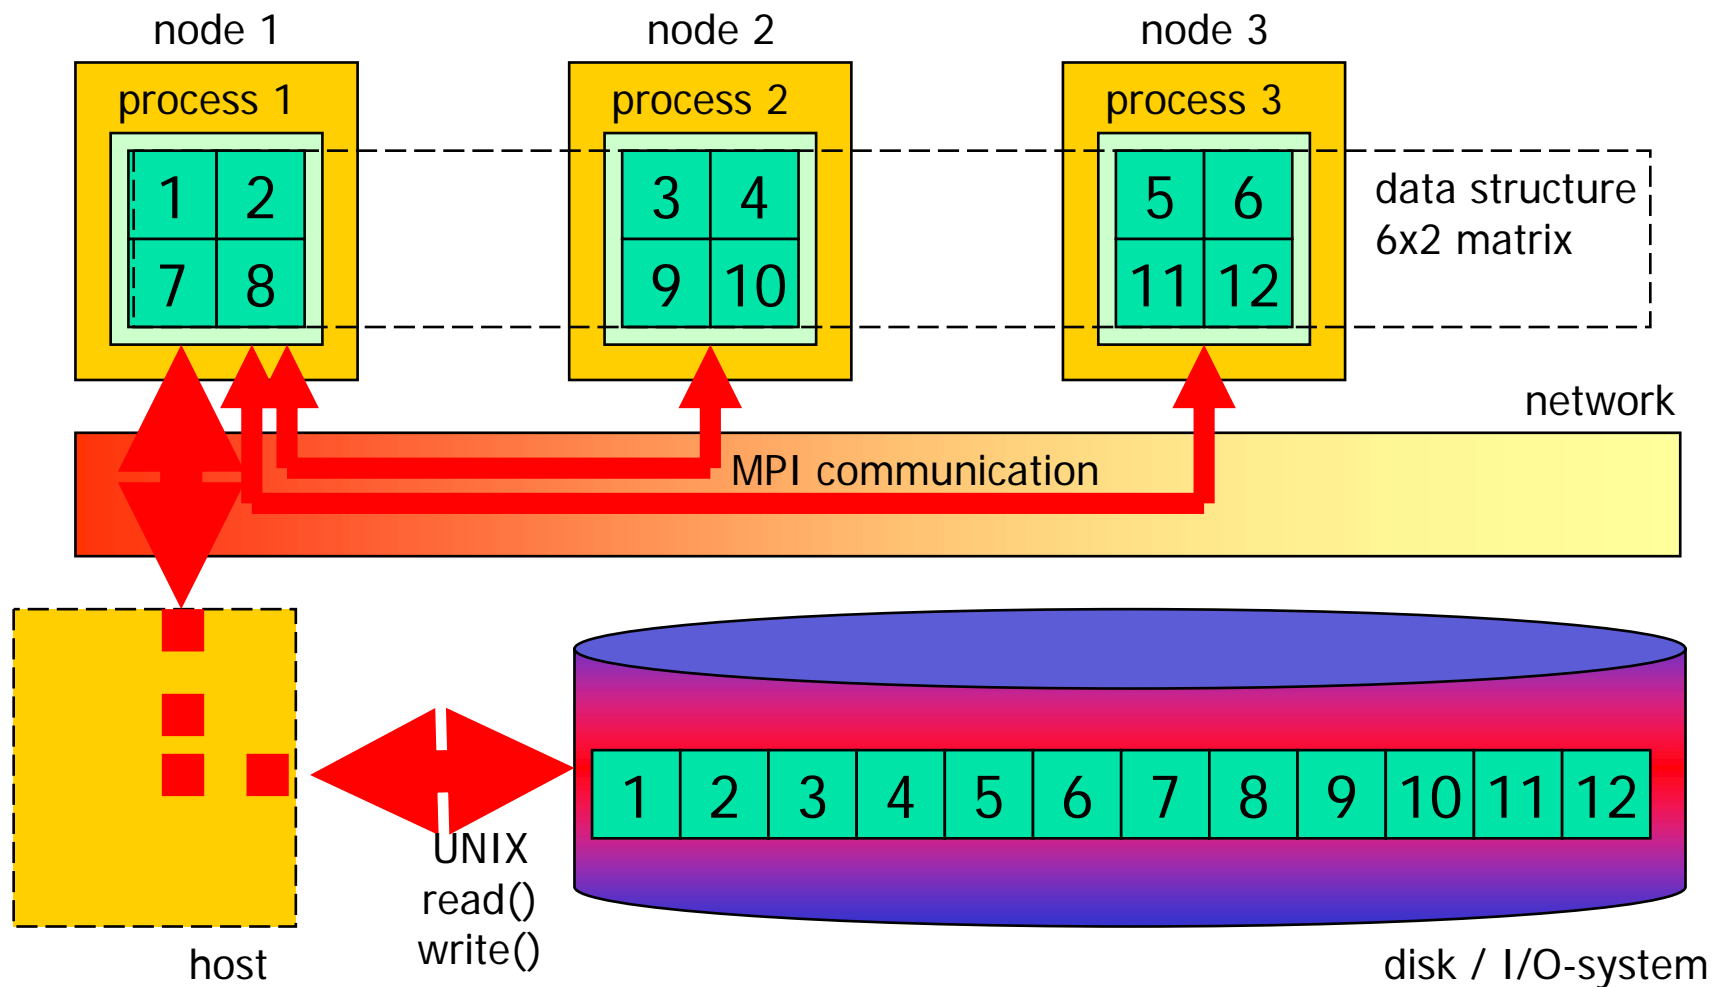 node 1
node 2
node 3
process 1
process 2
process 3
1 2
3 4
5 6
7 8
9 10
11 12
data structure
6x2 matrix
network
MPI communication
1 2 3 4 5 6 7 8 9 10 11 12
UNIX
read()
write()
host
disk / I/O-system